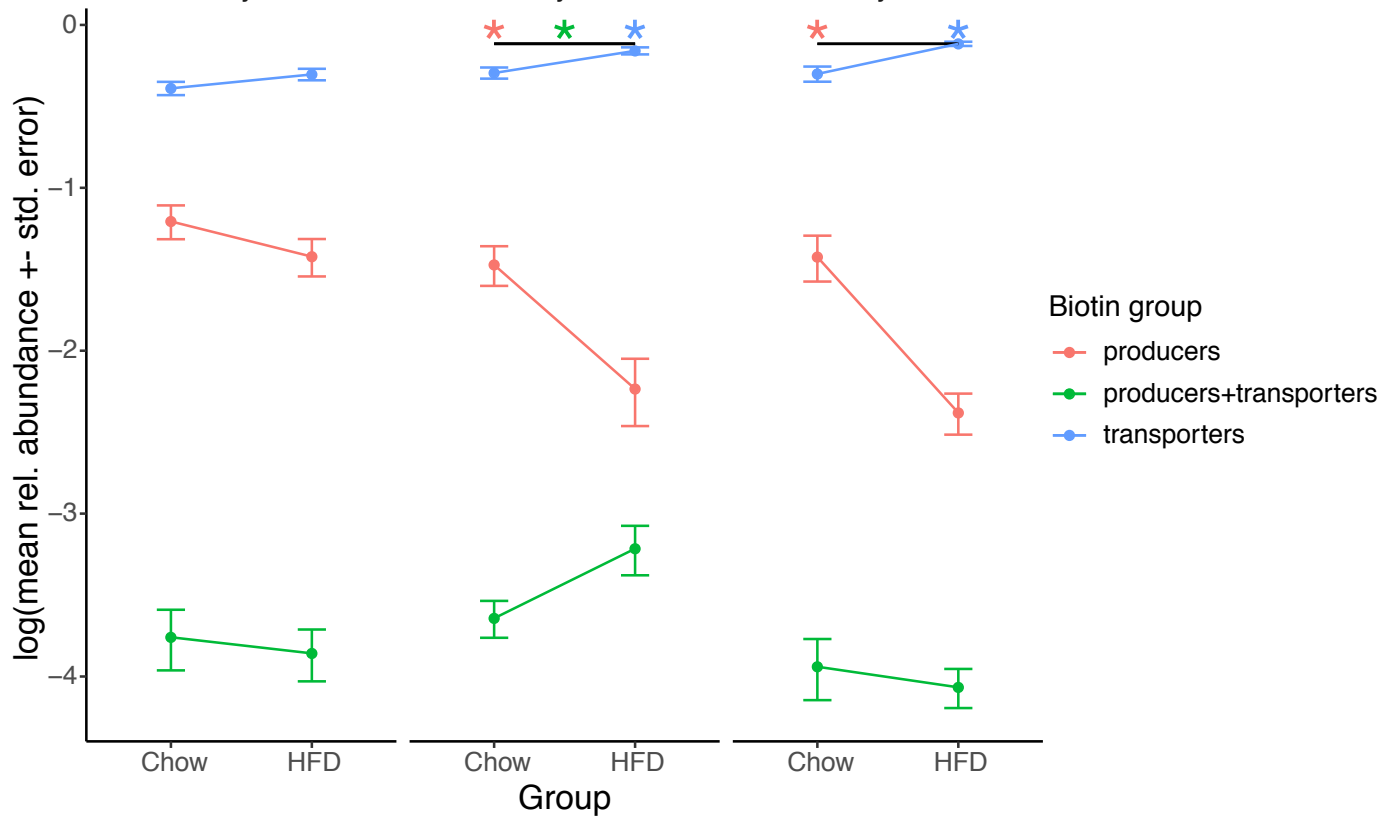 0
* * *
* *
−1
−2
−3
−4
log(mean rel. abundance +- std. error)
Chow HFD
Chow HFD
Chow HFD
Group
Biotin group
producers
producers+transporters
transporters